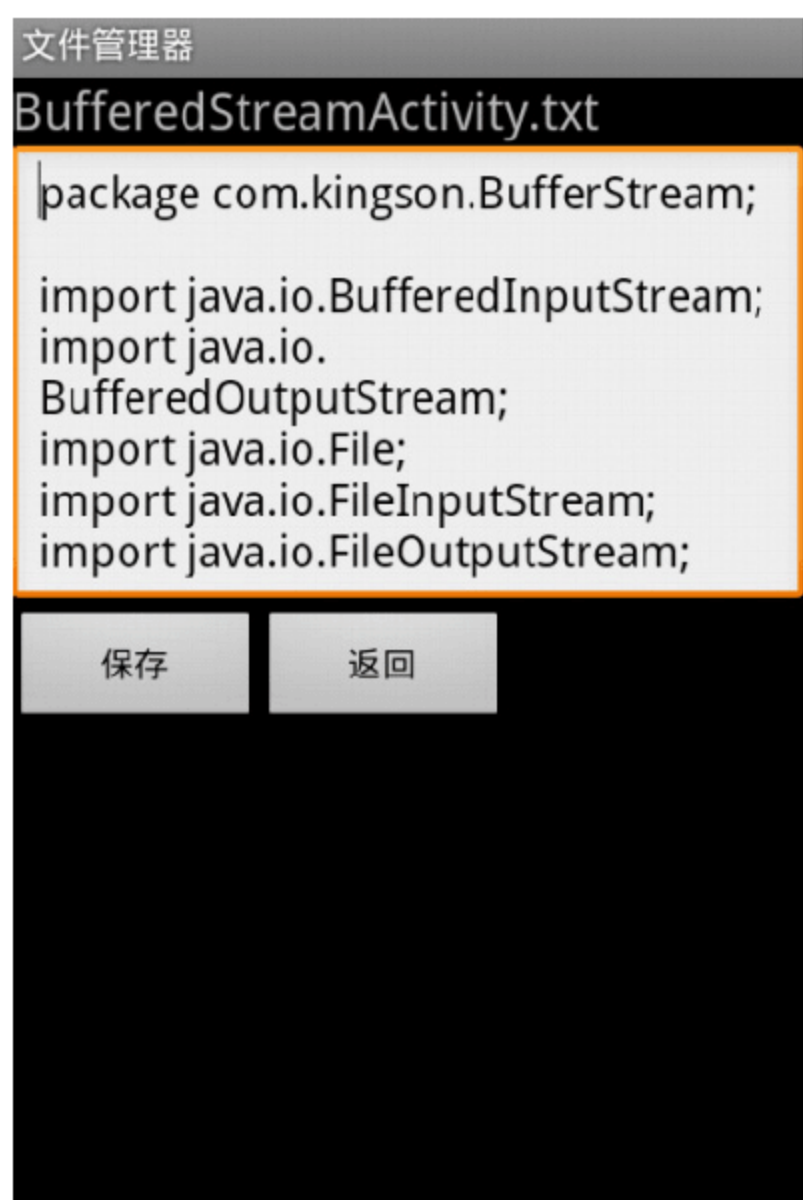 文件管理器
BufferedStreamActivity.txt
package com.kingson.BufferStream;
import java.io.BufferedInputStream;
import java.io.
BufferedOutputStream;
import java.io.File;
import java.io.FileInputStream;
import java.io.FileOutputStream;
保存 返回